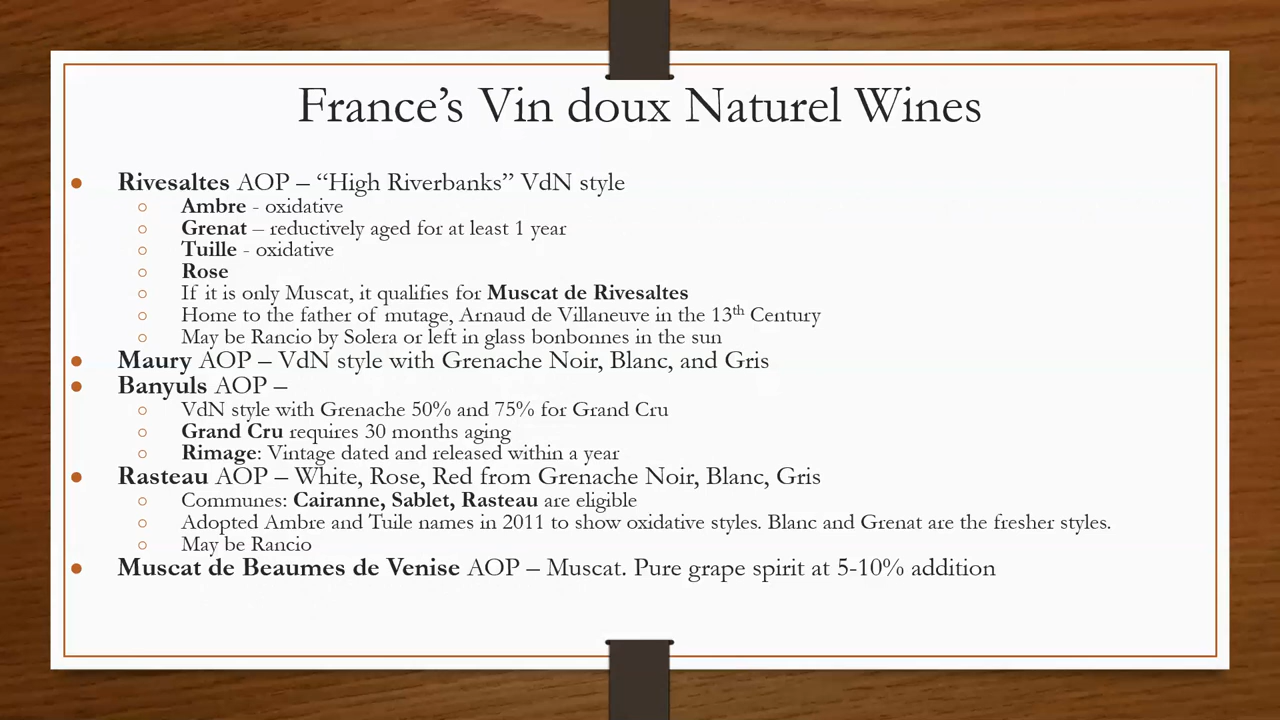 France’s Vin doux Naturel Wines
● Rivesaltes AOP – “High Riverbanks” VdN style
○ Ambre - oxidative
○ Grenat – reductively aged for at least 1 year
○ Tuille - oxidative
○ Rose
○ If it is only Muscat, it qualifies for Muscat de Rivesaltes
○ Home to the father of mutage, Arnaud de Villaneuve in the 13th Century
○ May be Rancio by Solera or left in glass bonbonnes in the sun
● Maury AOP – VdN style with Grenache Noir, Blanc, and Gris
● Banyuls AOP –
○ VdN style with Grenache 50% and 75% for Grand Cru
○ Grand Cru requires 30 months aging
○ Rimage: Vintage dated and released within a year
● Rasteau AOP – White, Rose, Red from Grenache Noir, Blanc, Gris
○ Communes: Cairanne, Sablet, Rasteau are eligible
○ Adopted Ambre and Tuile names in 2011 to show oxidative styles. Blanc and Grenat are the fresher styles.
○ May be Rancio
● Muscat de Beaumes de Venise AOP – Muscat. Pure grape spirit at 5-10% addition